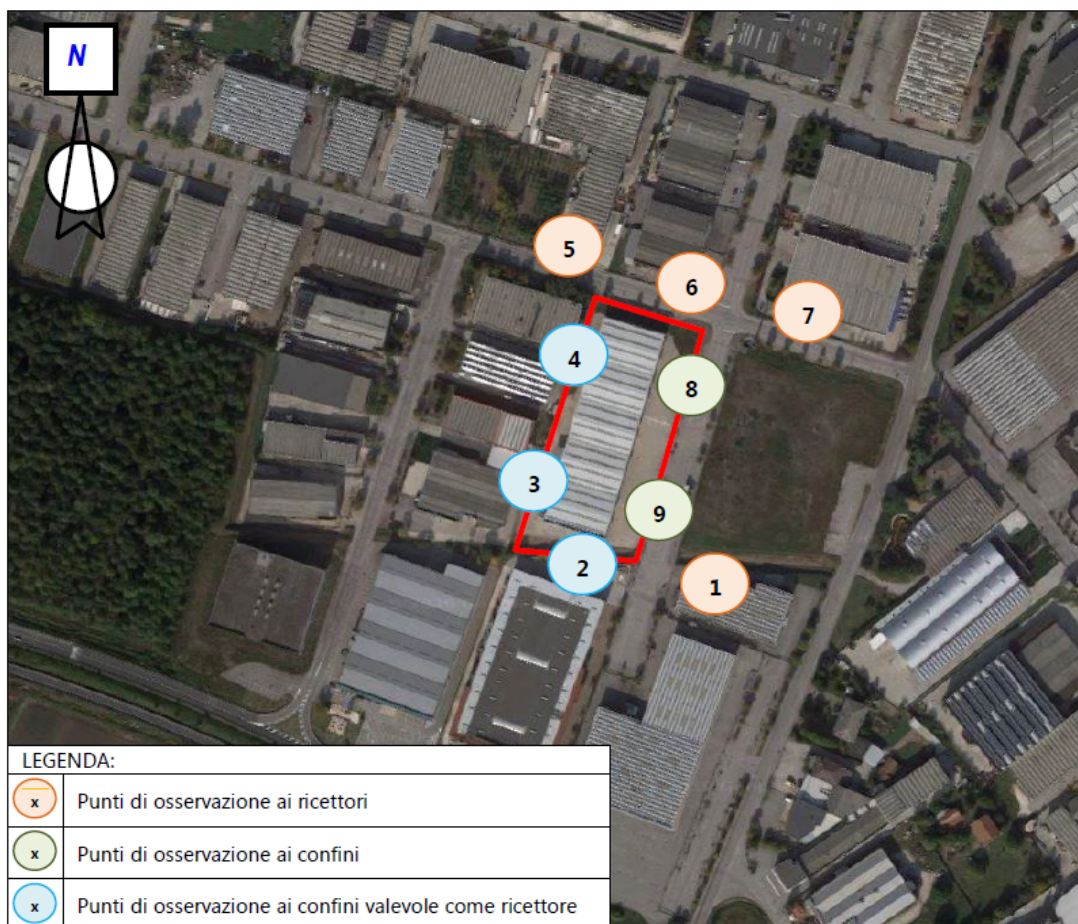 N
5
6
7
4
8
3
9
2
1
LEGENDA:
x Punti di osservazione ai ricettori
x Punti di osservazione ai confini
x Punti di osservazione ai confini valevole come ricettore